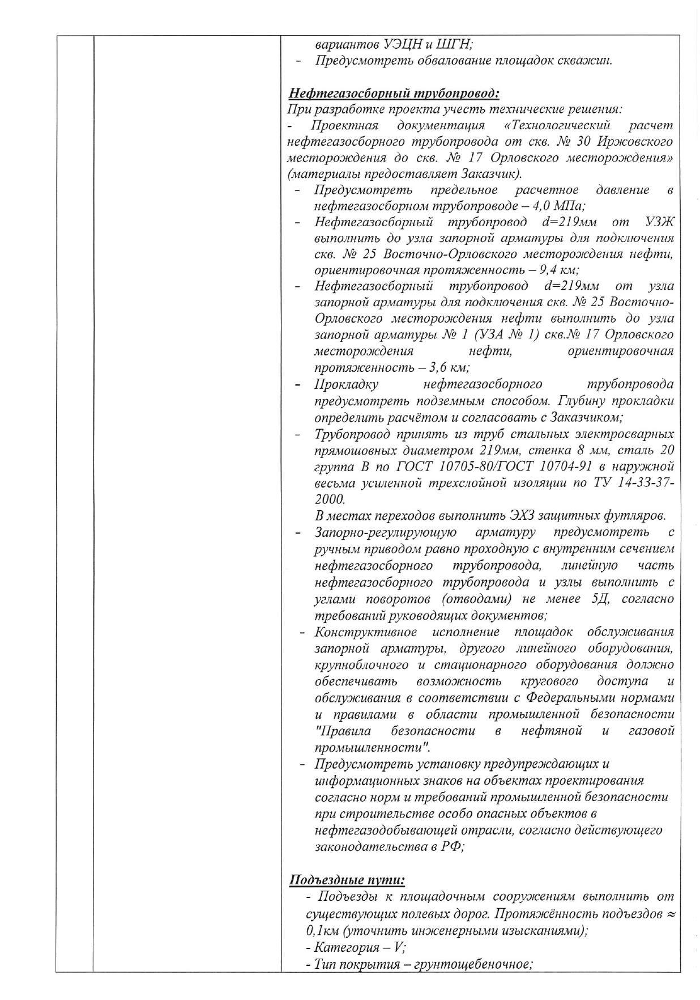 вариантов УЭЦН и ШГН;
- Предусмотреть обвалование площадок скважин.
Нефтегазосборный трубопровод:
При разработке проекта учесть технические решения:
- Проектная документация «Технологический расчет
нефтегазосборного трубопровода от скв. № 30 Иржовского
месторождения до скв. № 17 Орловского месторождения»
(материалы предоставляет Заказчик).
- Предусмотреть предельное расчетное давление в
нефтегазосборном трубопроводе – 4,0 МПа;
- Нефтегазосборный трубопровод d=219мм от УЗЖ
выполнить до узла запорной арматуры для подключения
скв. № 25 Восточно-Орловского месторождения нефти,
ориентировочная протяженность – 9,4 км;
- Нефтегазосборный трубопровод d=219мм от узла
запорной арматуры для подключения скв. № 25 Восточно-
Орловского месторождения нефти выполнить до узла
запорной арматуры № 1 (УЗА № 1) скв.№ 17 Орловского
месторождения нефти, ориентировочная
протяженность – 3,6 км;
- Прокладку нефтегазосборного трубопровода
предусмотреть подземным способом. Глубину прокладки
определить расчётом и согласовать с Заказчиком;
- Трубопровод принять из труб стальных электросварных
прямошовных диаметром 219мм, стенка 8 мм, сталь 20
группа В по ГОСТ 10705-80/ГОСТ 10704-91 в наружной
весьма усиленной трехслойной изоляции по ТУ 14-33-37-
2000.
В местах переходов выполнить ЭХЗ защитных футляров.
- Запорно-регулирующую арматуру предусмотреть с
ручным приводом равно проходную с внутренним сечением
нефтегазосборного трубопровода, линейную часть
нефтегазосборного трубопровода и узлы выполнить с
углами поворотов (отводами) не менее 5Д, согласно
требований руководящих документов;
- Конструктивное исполнение площадок обслуживания
запорной арматуры, другого линейного оборудования,
крупноблочного и стационарного оборудования должно
обеспечивать возможность кругового доступа и
обслуживания в соответствии с Федеральными нормами
и правилами в области промышленной безопасности
"Правила безопасности в нефтяной и газовой
промышленности".
- Предусмотреть установку предупреждающих и
информационных знаков на объектах проектирования
согласно норм и требований промышленной безопасности
при строительстве особо опасных объектов в
нефтегазодобывающей отрасли, согласно действующего
законодательства в РФ;
Подъездные пути:
- Подъезды к площадочным сооружениям выполнить от
существующих полевых дорог. Протяжённость подъездов ≈
0,1км (уточнить инженерными изысканиями);
- Категория – V;
- Тип покрытия – грунтощебеночное;